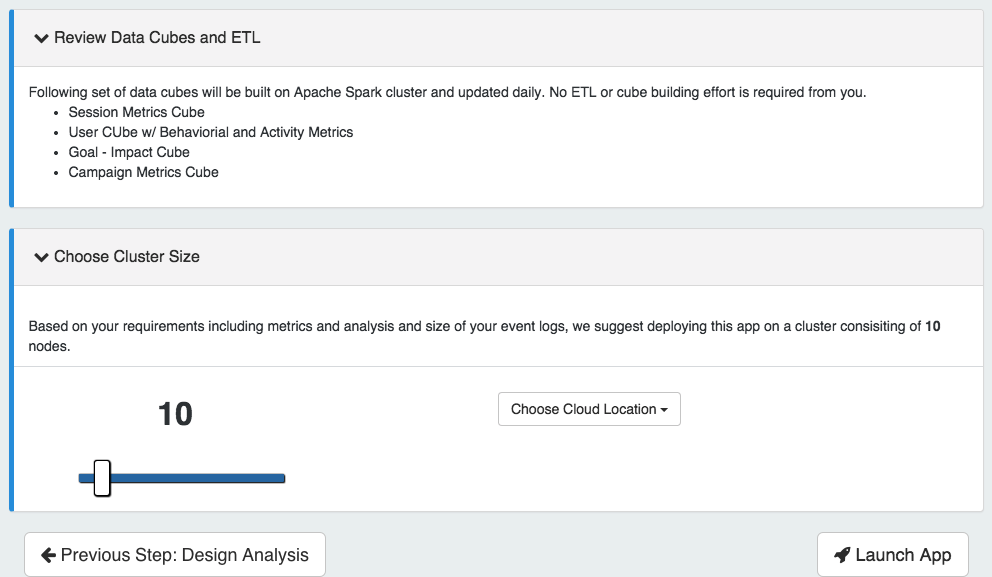 Review Data Cubes and ETL
Following set of data cubes will be built on Apache Spark cluster and updated daily. No ETL or cube building effort is required from you.
• Session Metrics Cube
• User CUbe w/ Behaviorial and Activity Metrics
• Goal - Impact Cube
• Campaign Metrics Cube
Choose Cluster Size
Based on your requirements including metrics and analysis and size of your event logs, we suggest deploying this app on a cluster consisiting of 10
nodes.
10
Choose Cloud Location
Previous Step: Design Analysis
Launch App